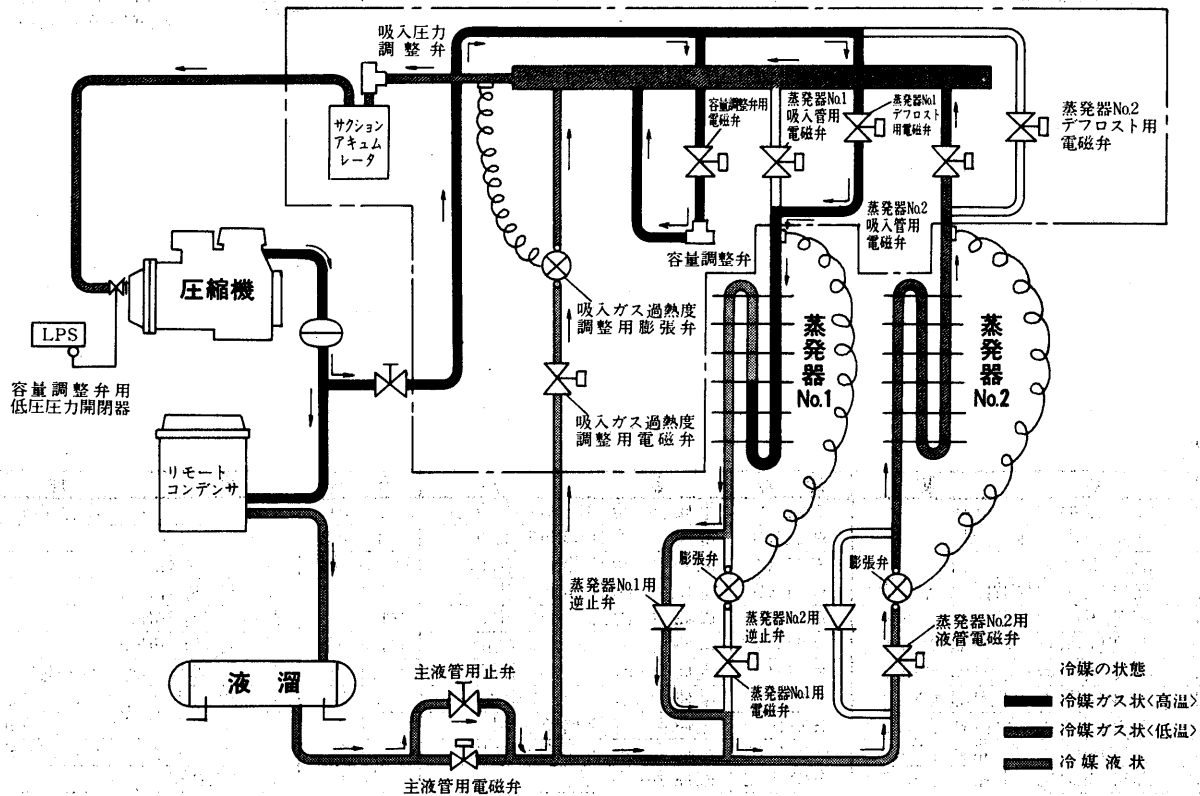 吸入圧力
調整弁
サクション
アキュム
レータ
容量調整弁用
電磁弁
蒸発器No.1
吸入管用
電磁弁
蒸発器No.1
デフロスト
用電磁弁
蒸発器No.2
デフロスト用
電磁弁
蒸発器No.2
吸入管用
電磁弁
容量調整弁
圧縮機
LPS
容量調整弁用
低圧圧力開閉器
吸入ガス過熱度
調整用膨張弁
吸入ガス過熱度
調整用電磁弁
蒸発器
No.1
蒸発器
No.2
リモート
コンデンサ
膨張弁
膨張弁
蒸発器No.1用
逆止弁
蒸発器No.2用
逆止弁
蒸発器No.1用
電磁弁
蒸発器No.2用
液管電磁弁
液溜
主液管用止弁
主液管用電磁弁
冷媒の状態
冷媒ガス状<高温>
冷媒ガス状<低温>
冷媒液状